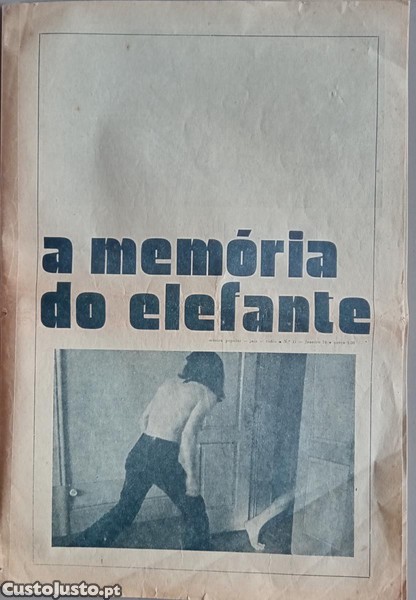 a memória
do elefante
CustoJusto.pt